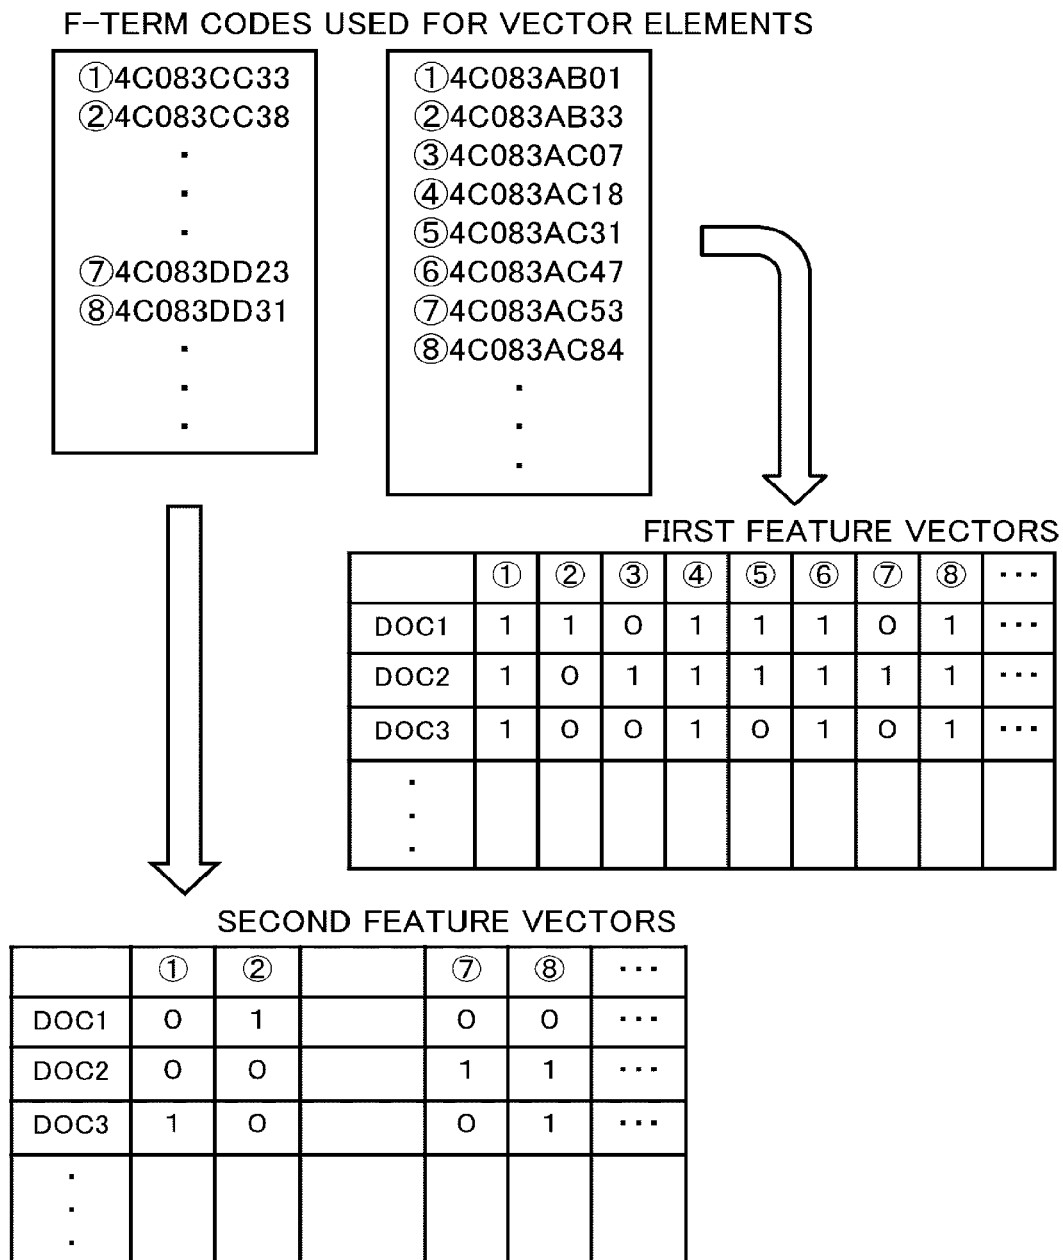 F-TERM CODES USED FOR VECTOR ELEMENTS
①4C083CC33
②4C083CC38
・
・
・
⑦4C083DD23
⑧4C083DD31
・
・
・
①4C083AB01
②4C083AB33
③4C083AC07
④4C083AC18
⑤4C083AC31
⑥4C083AC47
⑦4C083AC53
⑧4C083AC84
・
・
・
FIRST FEATURE VECTORS
① ② ③ ④ ⑤ ⑥ ⑦ ⑧ ･･･
DOC1 1 1 0 1 1 1 0 1 ･･･
DOC2 1 0 1 1 1 1 1 1 ･･･
DOC3 1 0 0 1 0 1 0 1 ･･･
・
・
・
SECOND FEATURE VECTORS
① ② ⑦ ⑧ ･･･
DOC1 0 1 0 0 ･･･
DOC2 0 0 1 1 ･･･
DOC3 1 0 0 1 ･･･
・
・
・